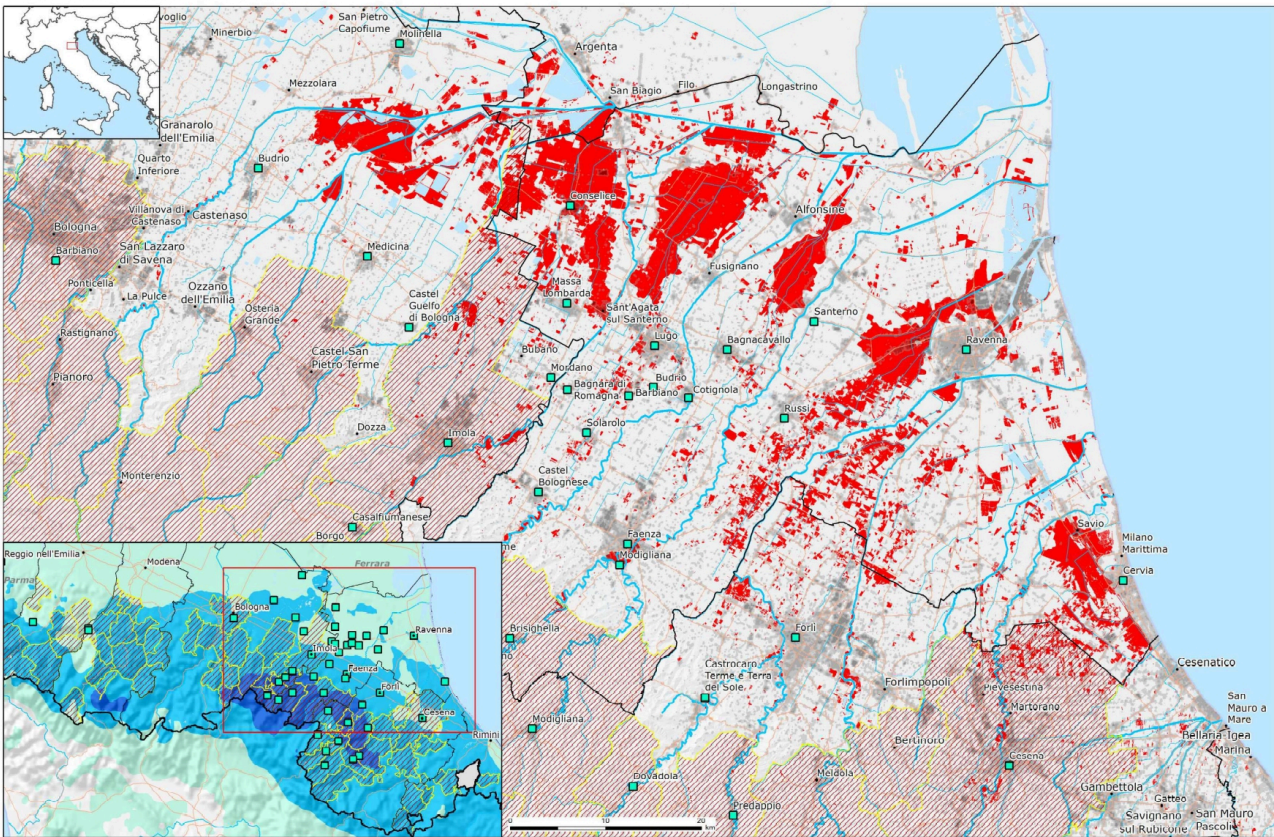 voglio
Minerbio
San Pietro
Capofiume
Molinella
Argenta
Mezzolara
San Biagio
Filo
Longastrino
Granarolo
dell'Emilia
Quarto
Inferiore
Budrio
Villanova di
Castenaso
Castenaso
Conselice
Alfonsine
Bologna
Barbiano
San Lazzaro
di Savena
Medicina
Fusignano
Ponticella
La Pulce
Ozzano
dell'Emilia
Castel
Guelfo
di Bologna
Massa
Lombarda
Sant'Agata
sul Santerno
Santerno
Osteria
Grande
Rastignano
Castel San
Pietro Terme
Bubano
Lugo
Bagnacavallo
Ravenna
Pianoro
Mordano
Bagnara di
Romagna
Budrio
Barbiano
Cotignola
Russi
Dozza
Imola
Solarolo
Monterenzio
Castel
Bolognese
Casalfiumanese
Borgo
me
Faenza
Modigliana
Savio
Milano
Marittima
Cervia
Brisighella
no
Forlì
Castrocaro
Terme e Terra
del Sole
Forlimpopoli
Pievesestina
Martorano
Cesenatico
San
Mauro a
Mare
Modigliana
Bertinoro
Cesena
Bellaria-Igea
Marina
Dovadola
Meldola
Gambettola
Gatteo
Predappio
Savignano
sul Rubicone
San Mauro
Pascoli
0 10 20
km
Reggio nell'Emilia
Modena
Ferrara
Parma
Bologna
Ravenna
Imola
Faenza
Forlì
Cesena
Rimini